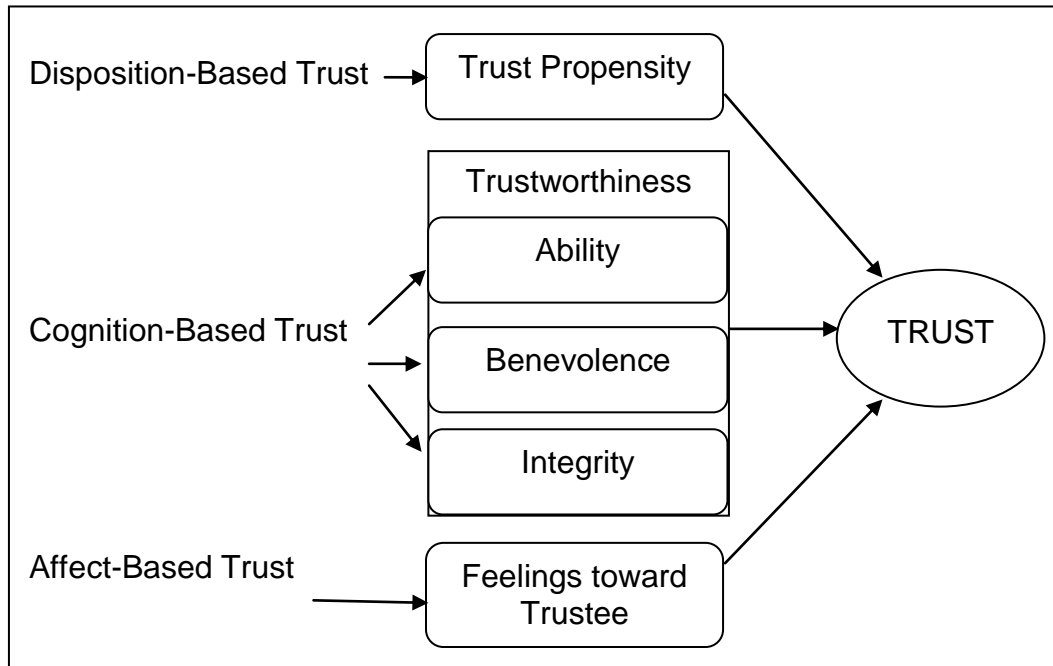 Disposition-Based Trust
Trust Propensity
Trustworthiness
Ability
Cognition-Based Trust
Benevolence
TRUST
Integrity
Affect-Based Trust
Feelings toward
Trustee